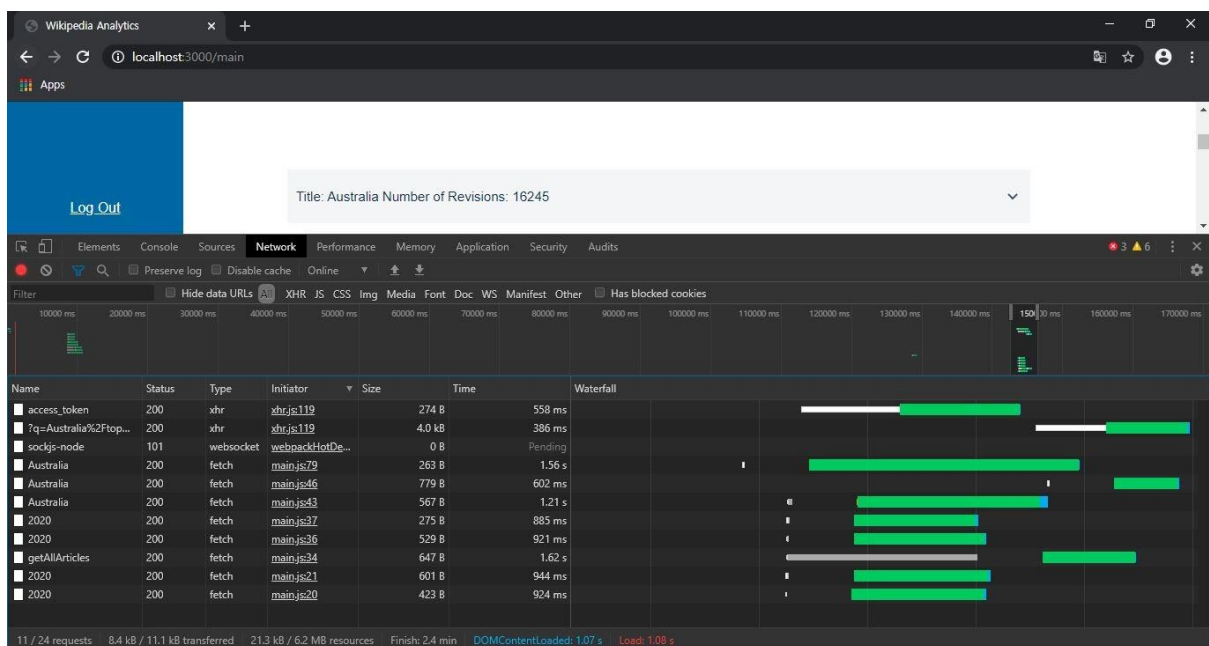 Wikipedia Analytics
localhost:3000/main
Apps
Log Out
Title: Australia Number of Revisions: 16245
Elements Console Sources Network Performance Memory Application Security Audits 3 6
Preserve log Disable cache Online
Filter Hide data URLs All XHR JS CSS Img Media Font Doc WS Manifest Other Has blocked cookies
10000 ms 20000 ms 30000 ms 40000 ms 50000 ms 60000 ms 70000 ms 80000 ms 90000 ms 100000 ms 110000 ms 120000 ms 130000 ms 140000 ms 160000 ms 170000 ms
Name Status Type Initiator Size Time Waterfall
access_token 200 xhr xhr.js:119 274 B 558 ms
?q=Australia%2Ftop... 200 xhr xhr.js:119 4.0 kB 386 ms
sockjs-node 101 websocket webpackHotDe... 0 B Pending
Australia 200 fetch main.js:79 263 B 1.56 s
Australia 200 fetch main.js:46 779 B 602 ms
Australia 200 fetch main.js:43 567 B 1.21 s
2020 200 fetch main.js:37 275 B 885 ms
2020 200 fetch main.js:36 529 B 921 ms
getAllArticles 200 fetch main.js:34 647 B 1.62 s
2020 200 fetch main.js:21 601 B 944 ms
2020 200 fetch main.js:20 423 B 924 ms
11 / 24 requests 8.4 kB / 11.1 kB transferred 21.3 kB / 6.2 MB resources Finish: 2.4 min DOMContentLoaded: 1.07 s Load: 1.08 s